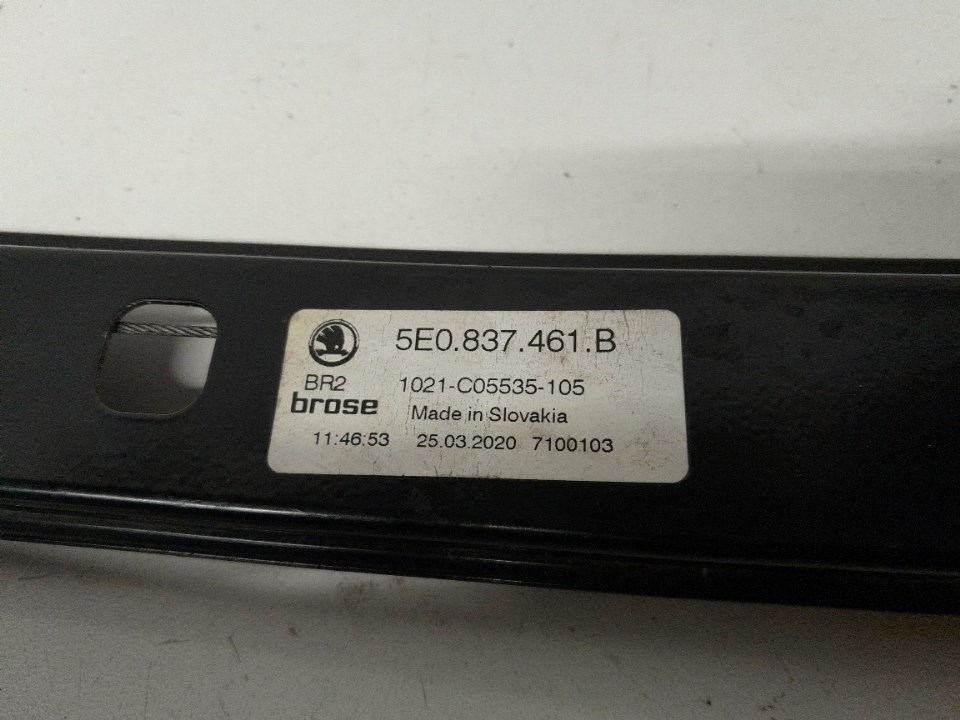 5E0.837.461.B
BR2
1021-C05535-105
brose
Made in Slovakia
11:46:53 25.03.2020 7100103